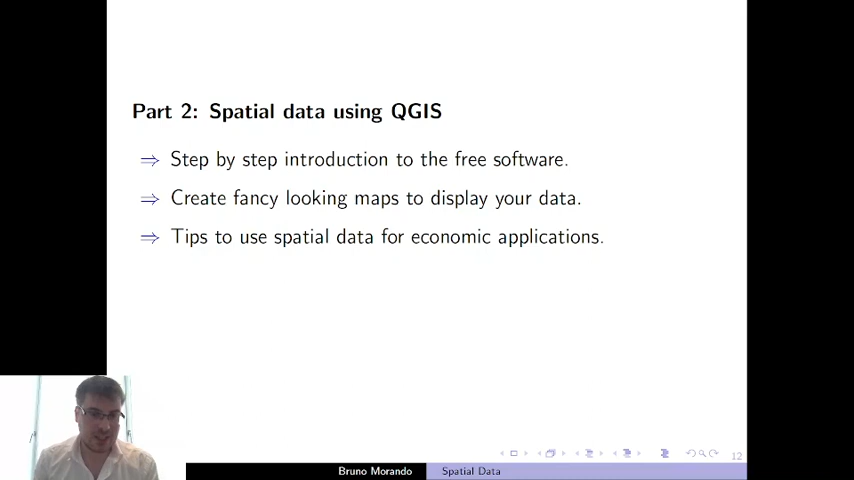 Part 2: Spatial data using QGIS
⇒ Step by step introduction to the free software.
⇒ Create fancy looking maps to display your data.
⇒ Tips to use spatial data for economic applications.
12
Bruno Morando Spatial Data